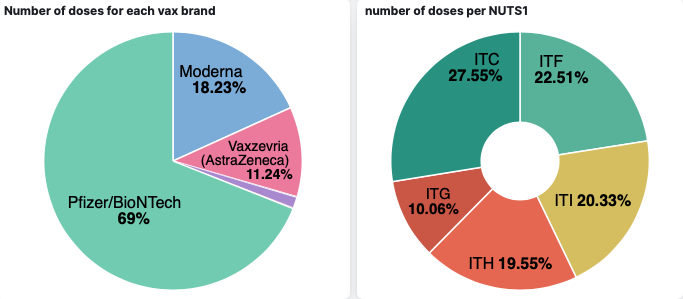 Number of doses for each vax brand
Moderna
18.23%
Vaxzevria
(AstraZeneca)
11.24%
Pfizer/BioNTech
69%
number of doses per NUTS1
ITC
27.55%
ITF
22.51%
ITI 20.33%
ITG
10.06%
ITH 19.55%